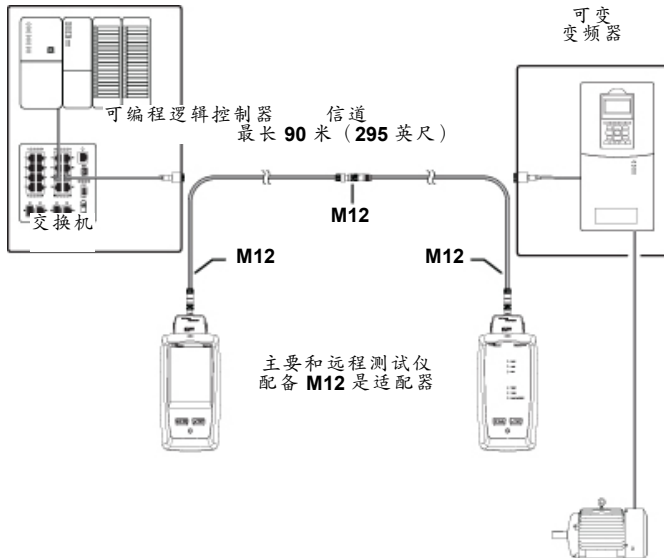 可变
变频器
可编程逻辑控制器
信道
最长 90 米（295 英尺）
交换机
M12
M12
M12
主要和远程测试仪
配备 M12 是适配器